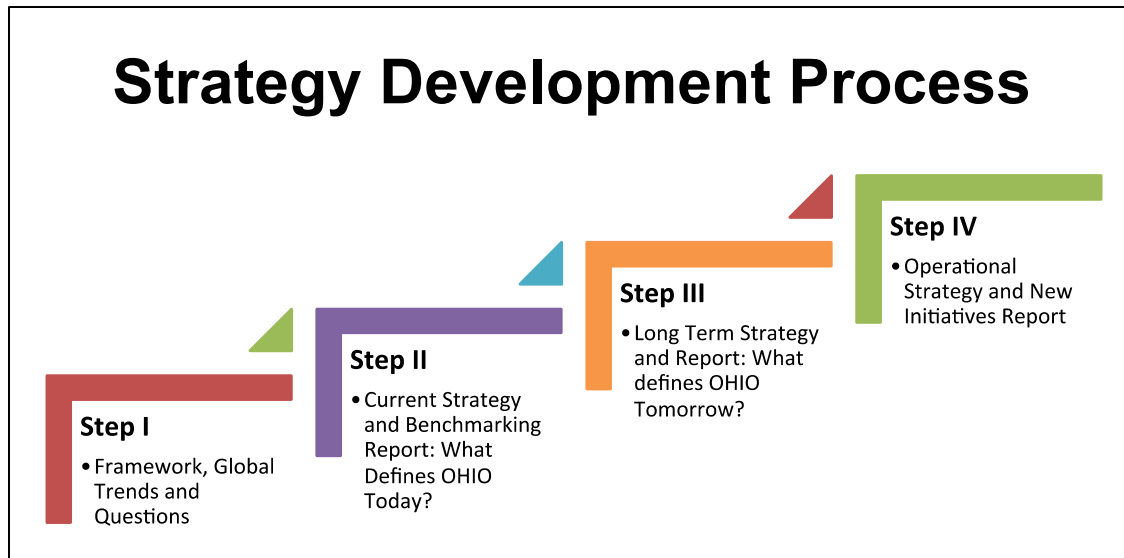 Strategy Development Process
Step I
•Framework, Global
Trends and
Questions
Step II
•Current Strategy
and Benchmarking
Report: What
Defines OHIO
Today?
Step III
•Long Term Strategy
and Report: What
defines OHIO
Tomorrow?
Step IV
•Operational
Strategy and New
Initiatives Report